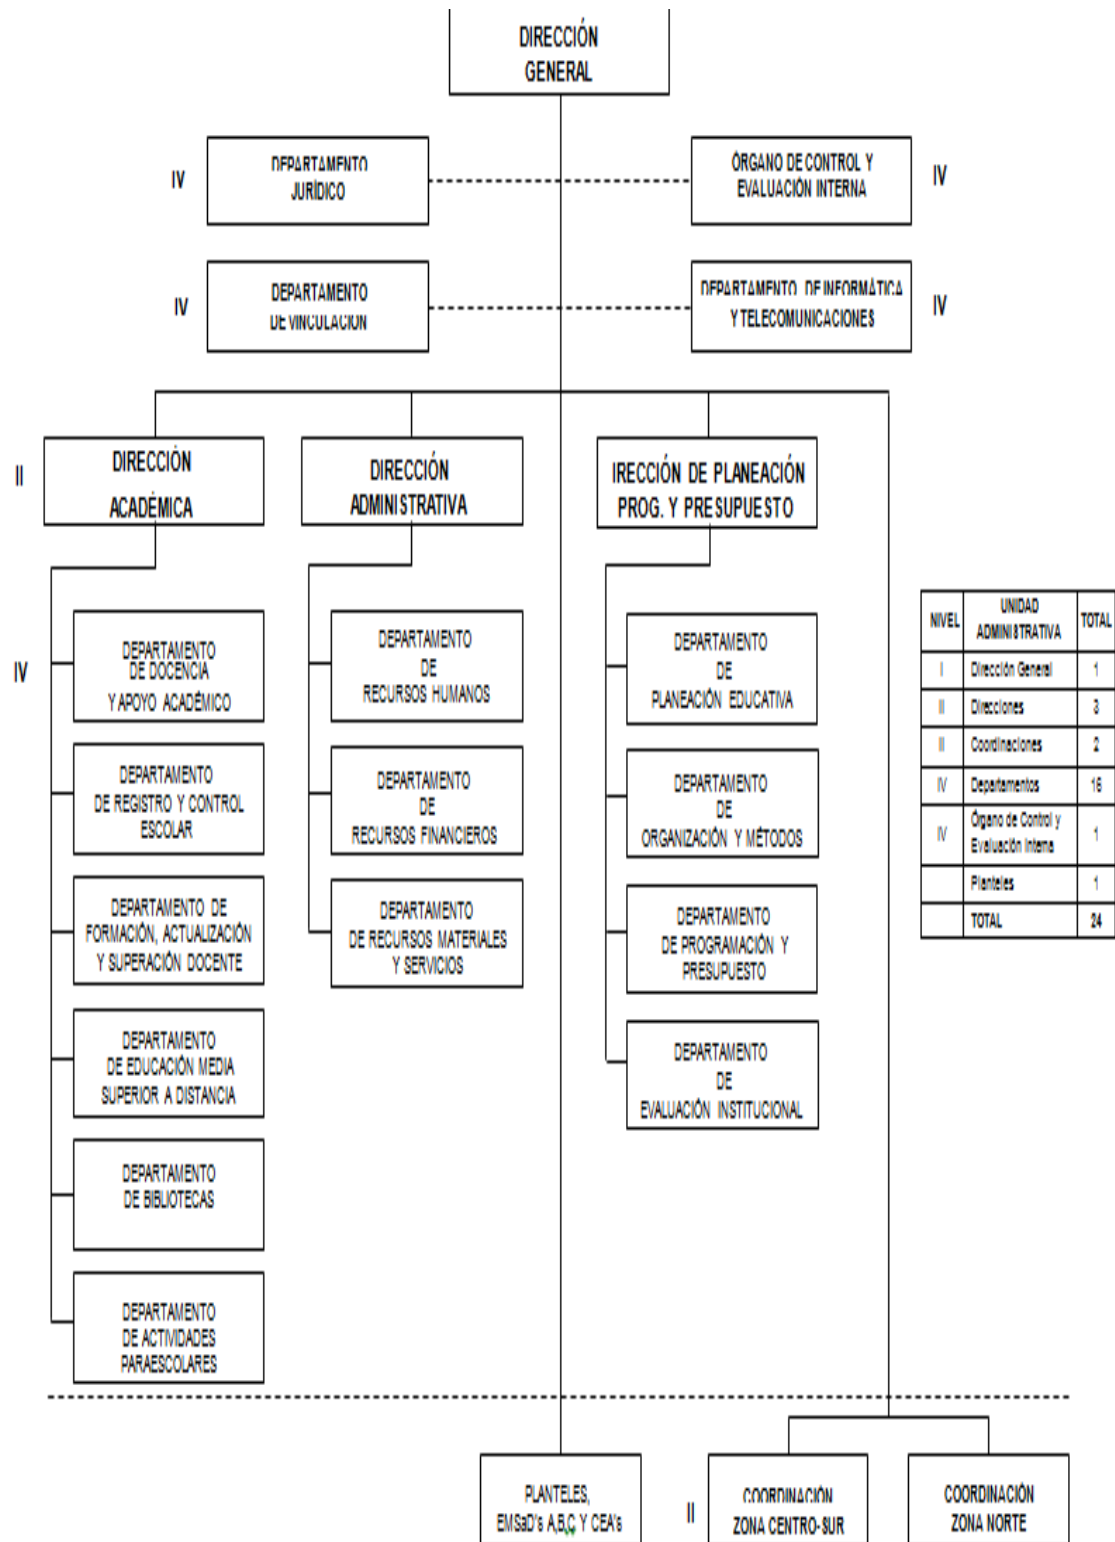 DIRECCIÓN
GENERAL
IV
DEPARTAMENTO
JURÍDICO
ÓRGANO DE CONTROL Y
EVALUACIÓN INTERNA
IV
IV
DEPARTAMENTO
DE VINCULACION
DEPARTAMENTO DE INFORMÁTICA
Y TELECOMUNICACIONES
IV
II
DIRECCIÓN
ACADÉMICA
DIRECCIÓN
ADMINISTRATIVA
IRECCIÓN DE PLANEACIÓN
PROG. Y PRESUPUESTO
IV
DEPARTAMENTO
DE DOCENCIA
Y APOYO ACADÉMICO
DEPARTAMENTO
DE REGISTRO Y CONTROL
ESCOLAR
DEPARTAMENTO DE
FORMACIÓN, ACTUALIZACIÓN
Y SUPERACIÓN DOCENTE
DEPARTAMENTO
DE EDUCACIÓN MEDIA
SUPERIOR A DISTANCIA
DEPARTAMENTO
DE BIBLIOTECAS
DEPARTAMENTO
DE ACTIVIDADES
PARAESCOLARES
DEPARTAMENTO
DE
RECURSOS HUMANOS
DEPARTAMENTO
DE
RECURSOS FINANCIEROS
DEPARTAMENTO
DE RECURSOS MATERIALES
Y SERVICIOS
DEPARTAMENTO
DE
PLANEACIÓN EDUCATIVA
DEPARTAMENTO
DE
ORGANIZACIÓN Y MÉTODOS
DEPARTAMENTO
DE PROGRAMACIÓN Y
PRESUPUESTO
DEPARTAMENTO
DE
EVALUACIÓN INSTITUCIONAL
NIVEL UNIDAD ADMINISTRATIVA TOTAL
I Dirección General 1
II Direcciones 3
II Coordinaciones 2
IV Departamentos 16
IV Órgano de Control y Evaluación Interna 1
Planteles 1
TOTAL 24
PLANTELES,
EMSaD's A,B,C Y CEA's
II
COORDINACIÓN
ZONA CENTRO-SUR
COORDINACIÓN
ZONA NORTE